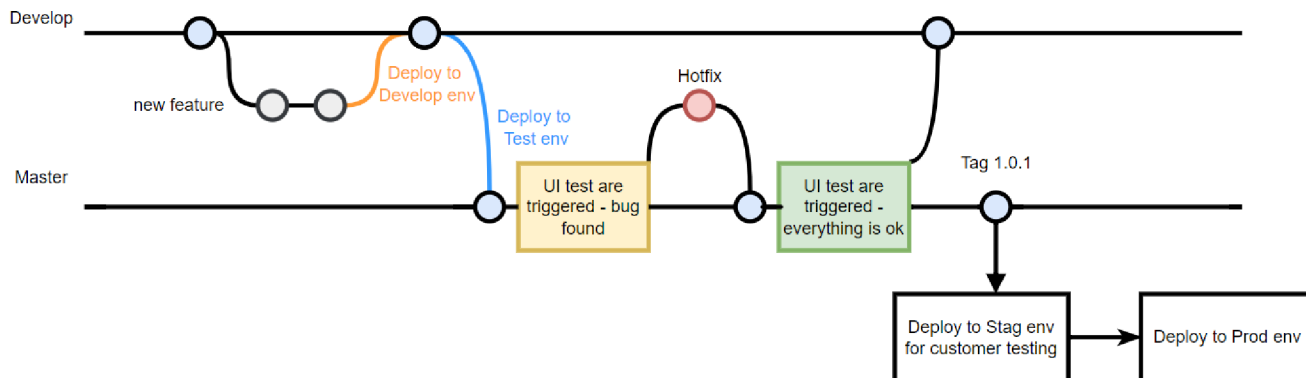 Develop
new feature
Deploy to
Develop env
Deploy to
Test env
Hotfix
Master
UI test are
triggered - bug
found
UI test are
triggered -
everything is ok
Tag 1.0.1
Deploy to Stag env
for customer testing
Deploy to Prod env